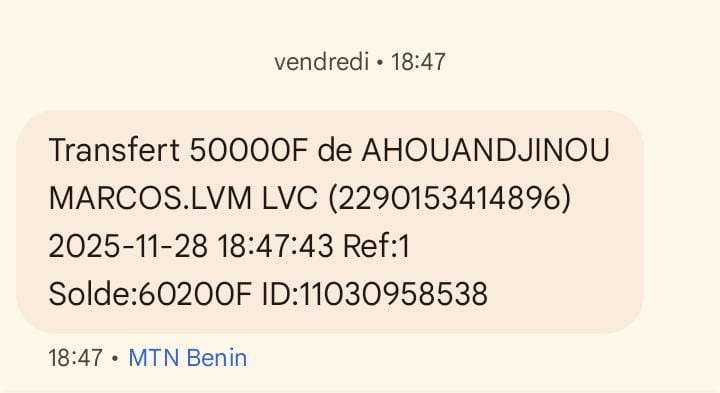 vendredi • 18:47
Transfert 50000F de AHOUANDJINOU
MARCOS.LVM LVC (2290153414896)
2025-11-28 18:47:43 Ref:1
Solde:60200F ID:11030958538
18:47 • MTN Benin